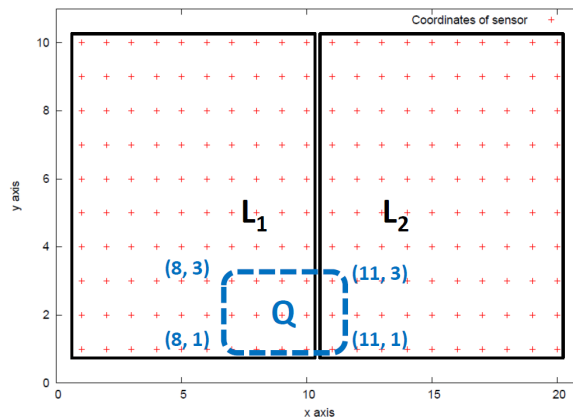 Coordinates of sensor
10
8
6
4
2
0
y axis
L1 L2
(8, 3) (11, 3)
Q
(8, 1) (11, 1)
0 5 10 15 20
x axis